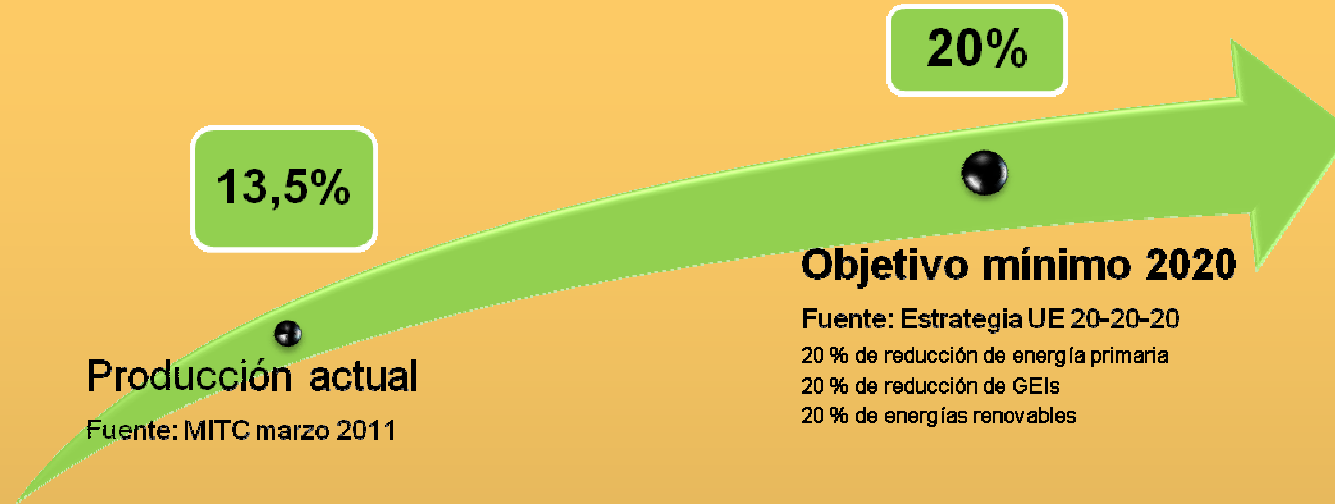 13,5%
Producción actual
Fuente: MITC marzo 2011
20%
Objetivo mínimo 2020
Fuente: Estrategia UE 20-20-20
20 % de reducción de energía primaria
20 % de reducción de GEIs
20 % de energías renovables